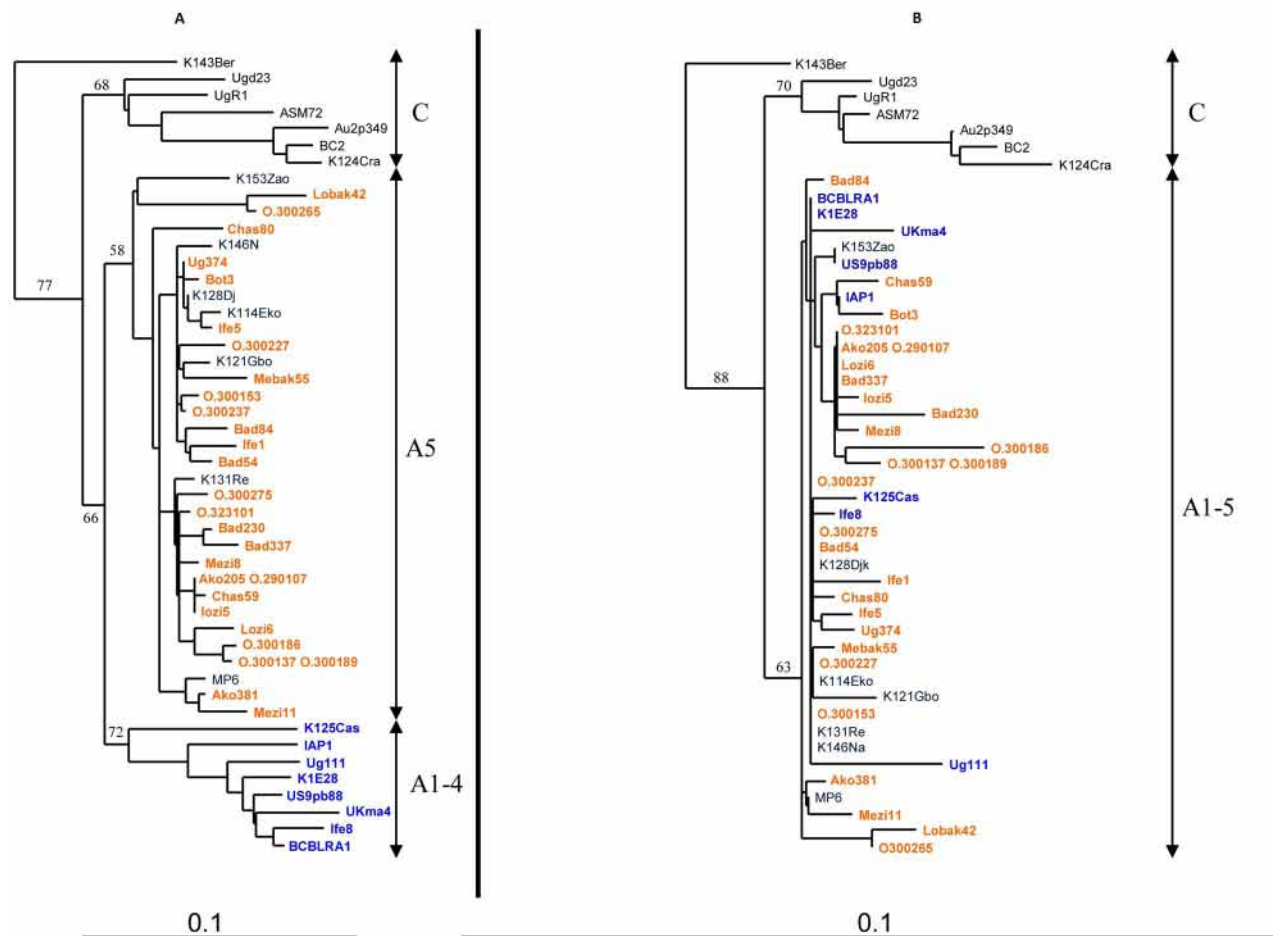 A
K143Ber
Ugd23
68
UgR1
ASM72
C
Au2p349
BC2
K124Cra
K153Zao
Lobak42
O.300265
Chas80
58
K146N
Ug374
Bot3
77
K128Dj
K114Eko
Ife5
O.300227
K121Gbo
Mebak55
O.300153
O.300237
Bad84
Ife1
A5
Bad54
K131Re
O.300275
O.323101
66
Bad230
Bad337
Mezi8
Ako205 O.290107
Chas59
lozi5
Lozi6
O.300186
O.300137 O.300189
MP6
Ako381
Mezi11
72
K125Cas
IAP1
Ug111
K1E28
A1-4
US9pb88
UKma4
Ife8
BCBLRA1
0.1
B
K143Ber
Ugd23
70
UgR1
ASM72
C
Au2p349
BC2
K124Cra
Bad84
BCBLRA1
K1E28
UKma4
K153Zao
US9pb88
Chas59
IAP1
Bot3
O.323101
Ako205 O.290107
Lozi6
Bad337
88
lozi5
Bad230
Mezi8
O.300186
O.300137 O.300189
O.300237
K125Cas
A1-5
Ife8
O.300275
Bad54
K128Djk
Ife1
Chas80
Ife5
Ug374
Mebak55
63
O.300227
K114Eko
K121Gbo
O.300153
K131Re
K146Na
Ug111
Ako381
MP6
Mezi11
Lobak42
O300265
0.1